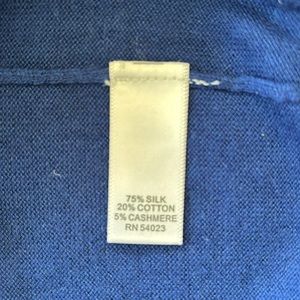 75% SILK
20% COTTON
5% CASHMERE
RN 54023